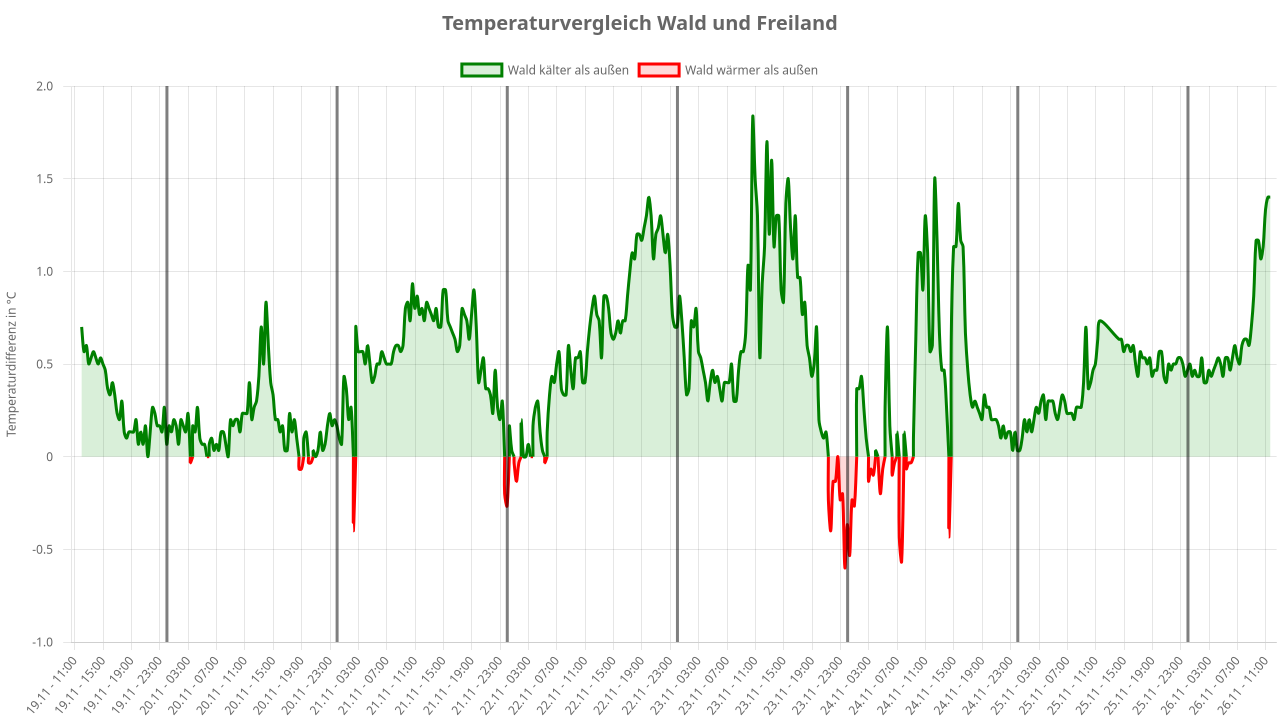 Temperaturvergleich Wald und Freiland
Wald kälter als außen
Wald wärmer als außen
Temperaturdifferenz in °C
2.0
1.5
1.0
0.5
0
-0.5
-1.0
19.11 - 11:00
19.11 - 15:00
19.11 - 19:00
19.11 - 23:00
20.11 - 03:00
20.11 - 07:00
20.11 - 11:00
20.11 - 15:00
20.11 - 19:00
20.11 - 23:00
21.11 - 03:00
21.11 - 07:00
21.11 - 11:00
21.11 - 15:00
21.11 - 19:00
21.11 - 23:00
22.11 - 03:00
22.11 - 07:00
22.11 - 11:00
22.11 - 15:00
22.11 - 19:00
22.11 - 23:00
23.11 - 03:00
23.11 - 07:00
23.11 - 11:00
23.11 - 15:00
23.11 - 19:00
23.11 - 23:00
24.11 - 03:00
24.11 - 07:00
24.11 - 11:00
24.11 - 15:00
24.11 - 19:00
24.11 - 23:00
25.11 - 03:00
25.11 - 07:00
25.11 - 11:00
25.11 - 15:00
25.11 - 19:00
25.11 - 23:00
26.11 - 03:00
26.11 - 07:00
26.11 - 11:00